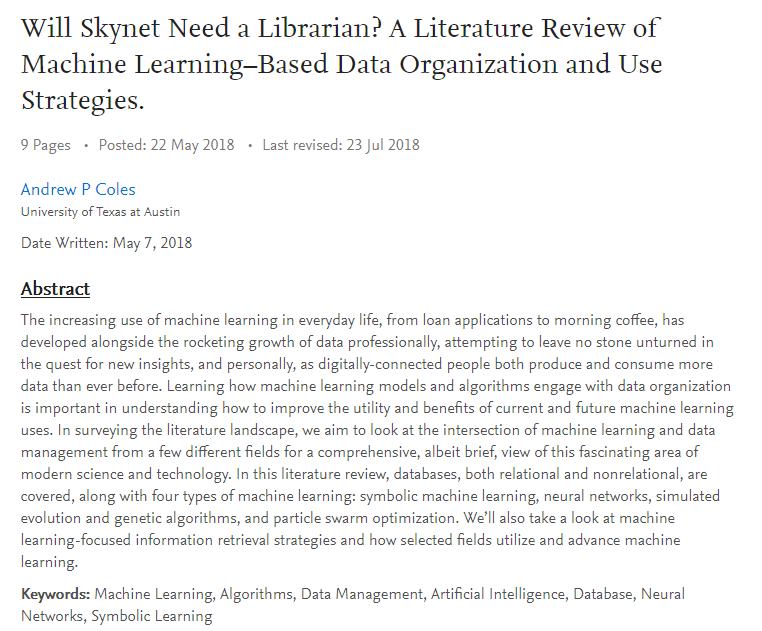 Will Skynet Need a Librarian? A Literature Review of
Machine Learning–Based Data Organization and Use
Strategies.
9 Pages • Posted: 22 May 2018 • Last revised: 23 Jul 2018
Andrew P Coles
University of Texas at Austin
Date Written: May 7, 2018
Abstract
The increasing use of machine learning in everyday life, from loan applications to morning coffee, has
developed alongside the rocketing growth of data professionally, attempting to leave no stone unturned in
the quest for new insights, and personally, as digitally-connected people both produce and consume more
data than ever before. Learning how machine learning models and algorithms engage with data organization
is important in understanding how to improve the utility and benefits of current and future machine learning
uses. In surveying the literature landscape, we aim to look at the intersection of machine learning and data
management from a few different fields for a comprehensive, albeit brief, view of this fascinating area of
modern science and technology. In this literature review, databases, both relational and nonrelational, are
covered, along with four types of machine learning: symbolic machine learning, neural networks, simulated
evolution and genetic algorithms, and particle swarm optimization. We’ll also take a look at machine
learning-focused information retrieval strategies and how selected fields utilize and advance machine
learning.
Keywords: Machine Learning, Algorithms, Data Management, Artificial Intelligence, Database, Neural
Networks, Symbolic Learning